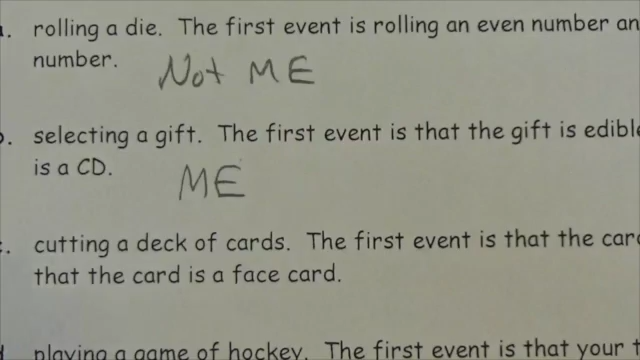 rolling a die. The first event is rolling an even number an
number.
Not ME
selecting a gift. The first event is that the gift is edible
is a CD.
ME
cutting a deck of cards. The first event is that the card
that the card is a face card.
playing a game of hockey. The first event is that your t